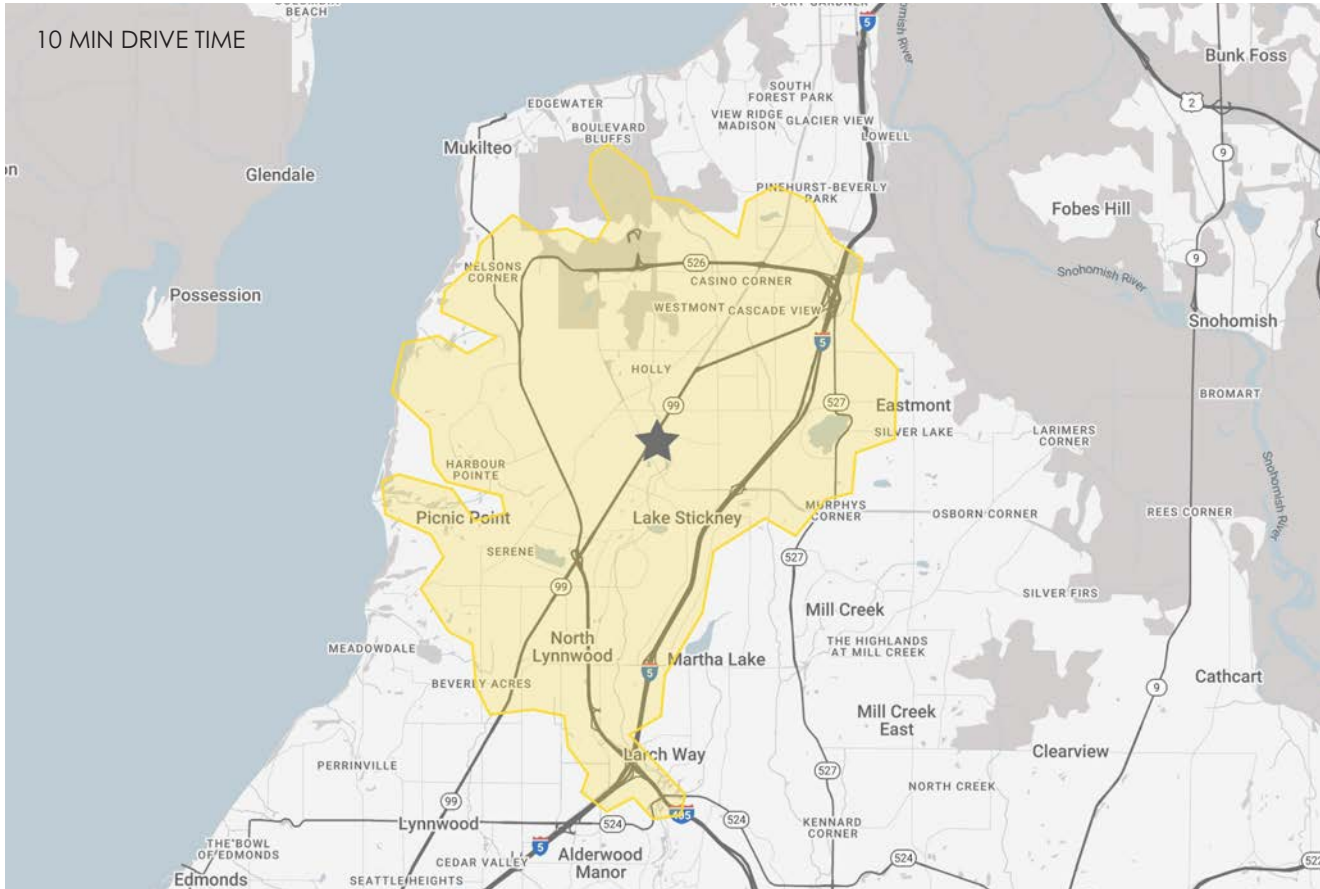 COLUMBIA
BEACH
PORT GARDNER
5
Snohomish River
10 MIN DRIVE TIME
Bunk Foss
2
SOUTH
FOREST PARK
EDGEWATER
VIEW RIDGE
MADISON
GLACIER VIEW
BOULEVARD
BLUFFS
LOWELL
Mukilteo
9
on
Glendale
PINEHURST-BEVERLY
PARK
Fobes Hill
NELSONS
CORNER
526
9
Snohomish River
CASINO CORNER
Possession
WESTMONT
CASCADE VIEW
Snohomish
5
HOLLY
BROMART
99
527
Eastmont
SILVER LAKE
LARIMERS
CORNER
HARBOUR
POINTE
Snohomish River
Picnic Point
Lake Stickney
MURPHYS
CORNER
OSBORN CORNER
REES CORNER
SERENE
527
99
SILVER FIRS
Mill Creek
North
Lynnwood
MEADOWDALE
THE HIGHLANDS
AT MILL CREEK
Martha Lake
5
BEVERLY ACRES
9
Cathcart
Mill Creek
East
Larch Way
Clearview
PERRINVILLE
527
NORTH CREEK
99
405
Lynnwood
524
524
KENNARD
CORNER
THE BOWL
OF EDMONDS
5
Alderwood
Manor
CEDAR VALLEY
524
522
Edmonds
SEATTLE HEIGHTS